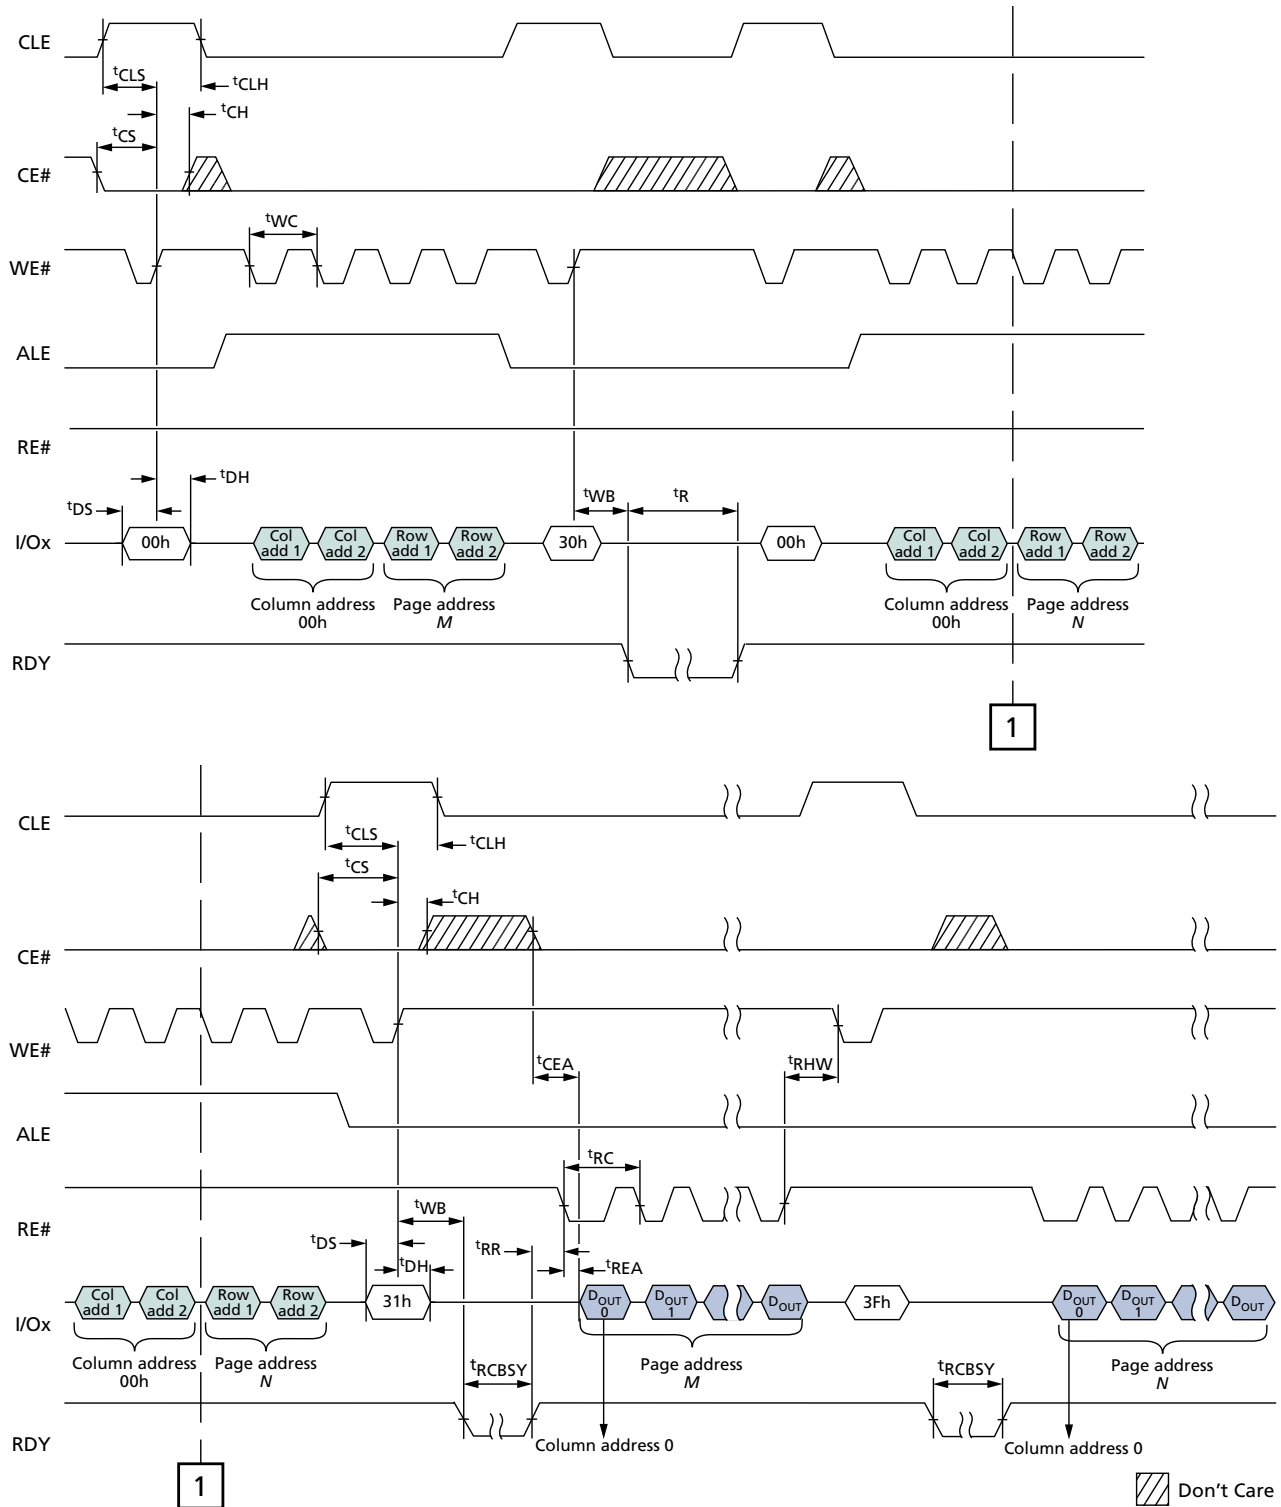 CLE
tCLS
tCLH
tCH
tCS
CE#
tWC
WE#
ALE
RE#
tDH
tDS
tWB
tR
I/Ox
00h
Col add 1
Col add 2
Row add 1
Row add 2
30h
00h
Col add 1
Col add 2
Row add 1
Row add 2
Column address 00h
Page address M
Column address 00h
Page address N
RDY
1
CLE
tCLS
tCLH
tCS
tCH
CE#
WE#
tCEA
tRHW
ALE
tRC
RE#
tWB
tDS
tDH
tRR
tREA
I/Ox
Col add 1
Col add 2
Row add 1
Row add 2
31h
DOUT 0
DOUT 1
DOUT
3Fh
DOUT 0
DOUT 1
DOUT
Column address 00h
Page address N
Page address M
Page address N
tRCBSY
tRCBSY
RDY
Column address 0
Column address 0
1
Don't Care